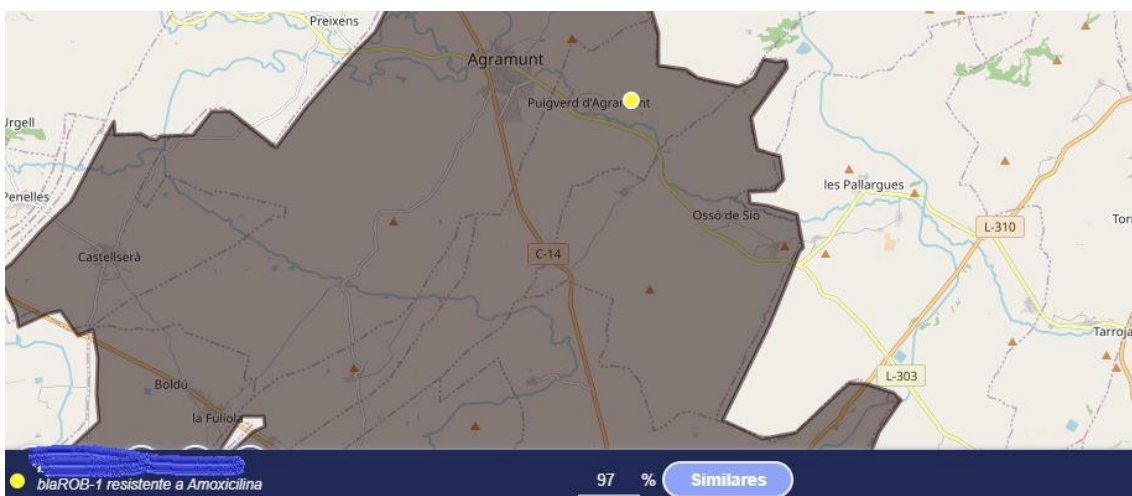 Preixens
Agramunt
Puigverd d'Agramunt
Urgell
Penelles
les Pallargues
Ossó de Sió
L-310
Castellserà
C-14
Tarroja
L-303
Boldú
la Fuliola
blaROB-1 resistente a Amoxicilina
97 % Similares